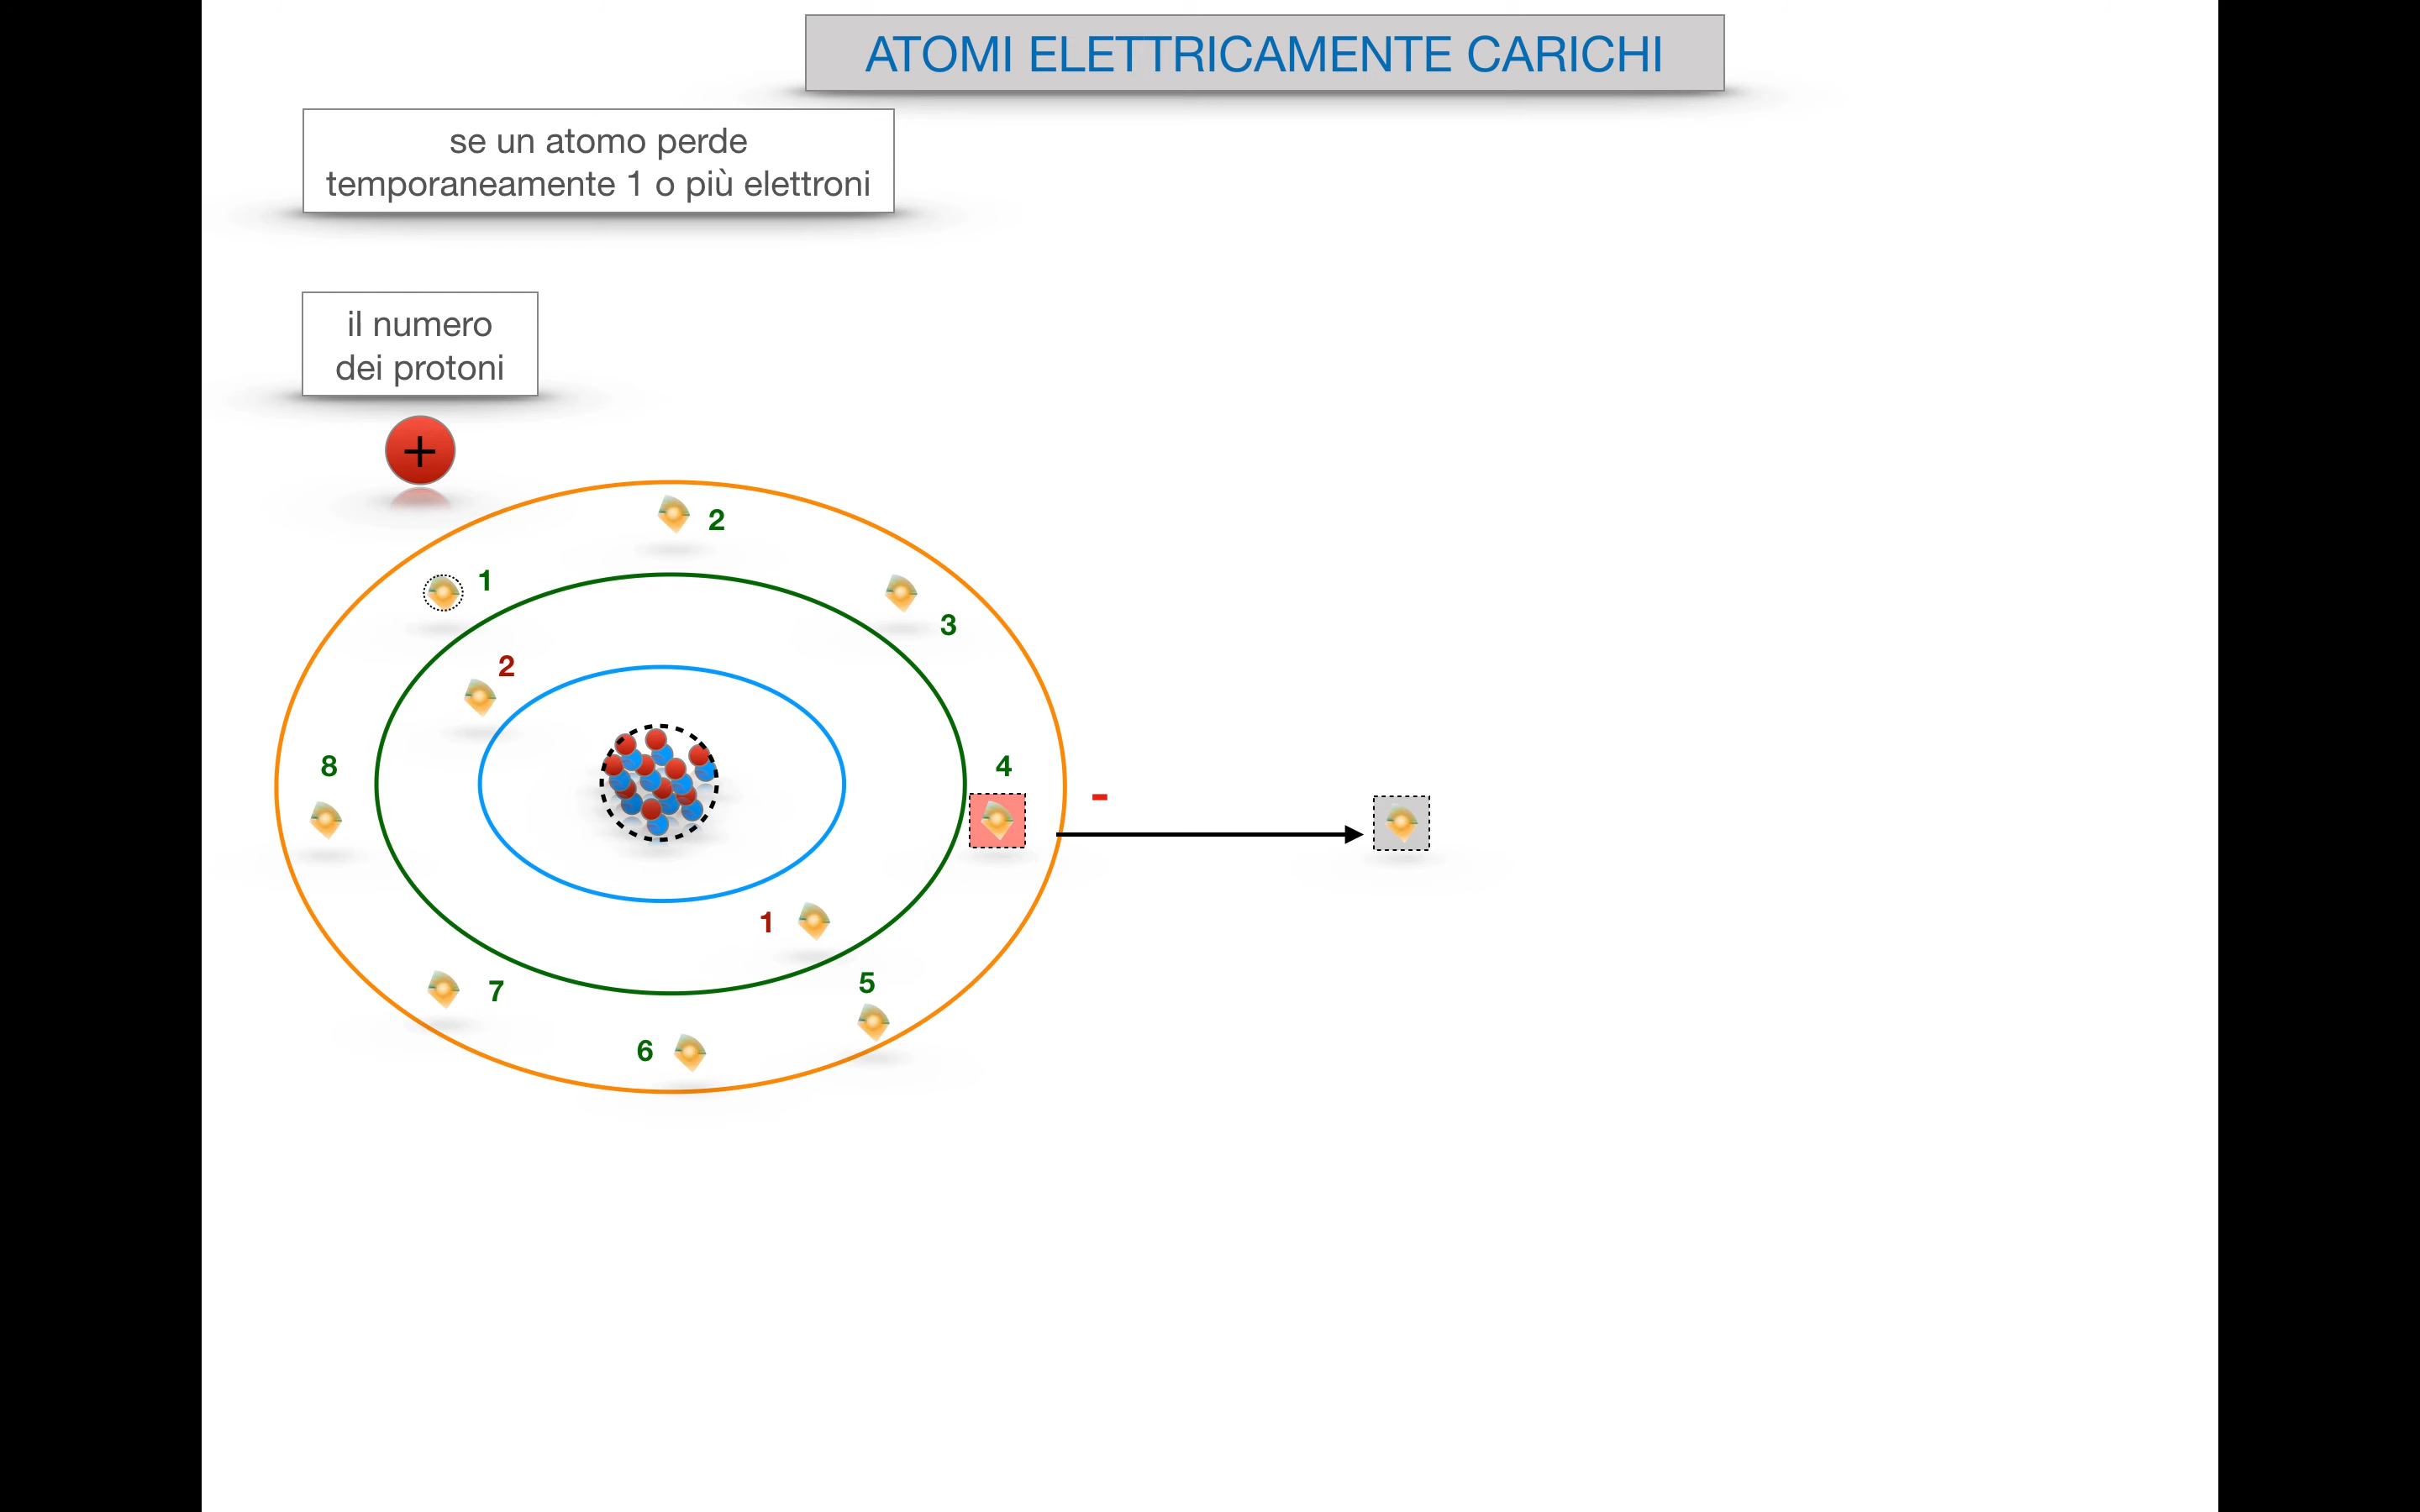 ATOMI ELETTRICAMENTE CARICHI
se un atomo perde
temporaneamente 1 o più elettroni
il numero
dei protoni
+
2
1
3
2
8
4
-
1
5
7
6